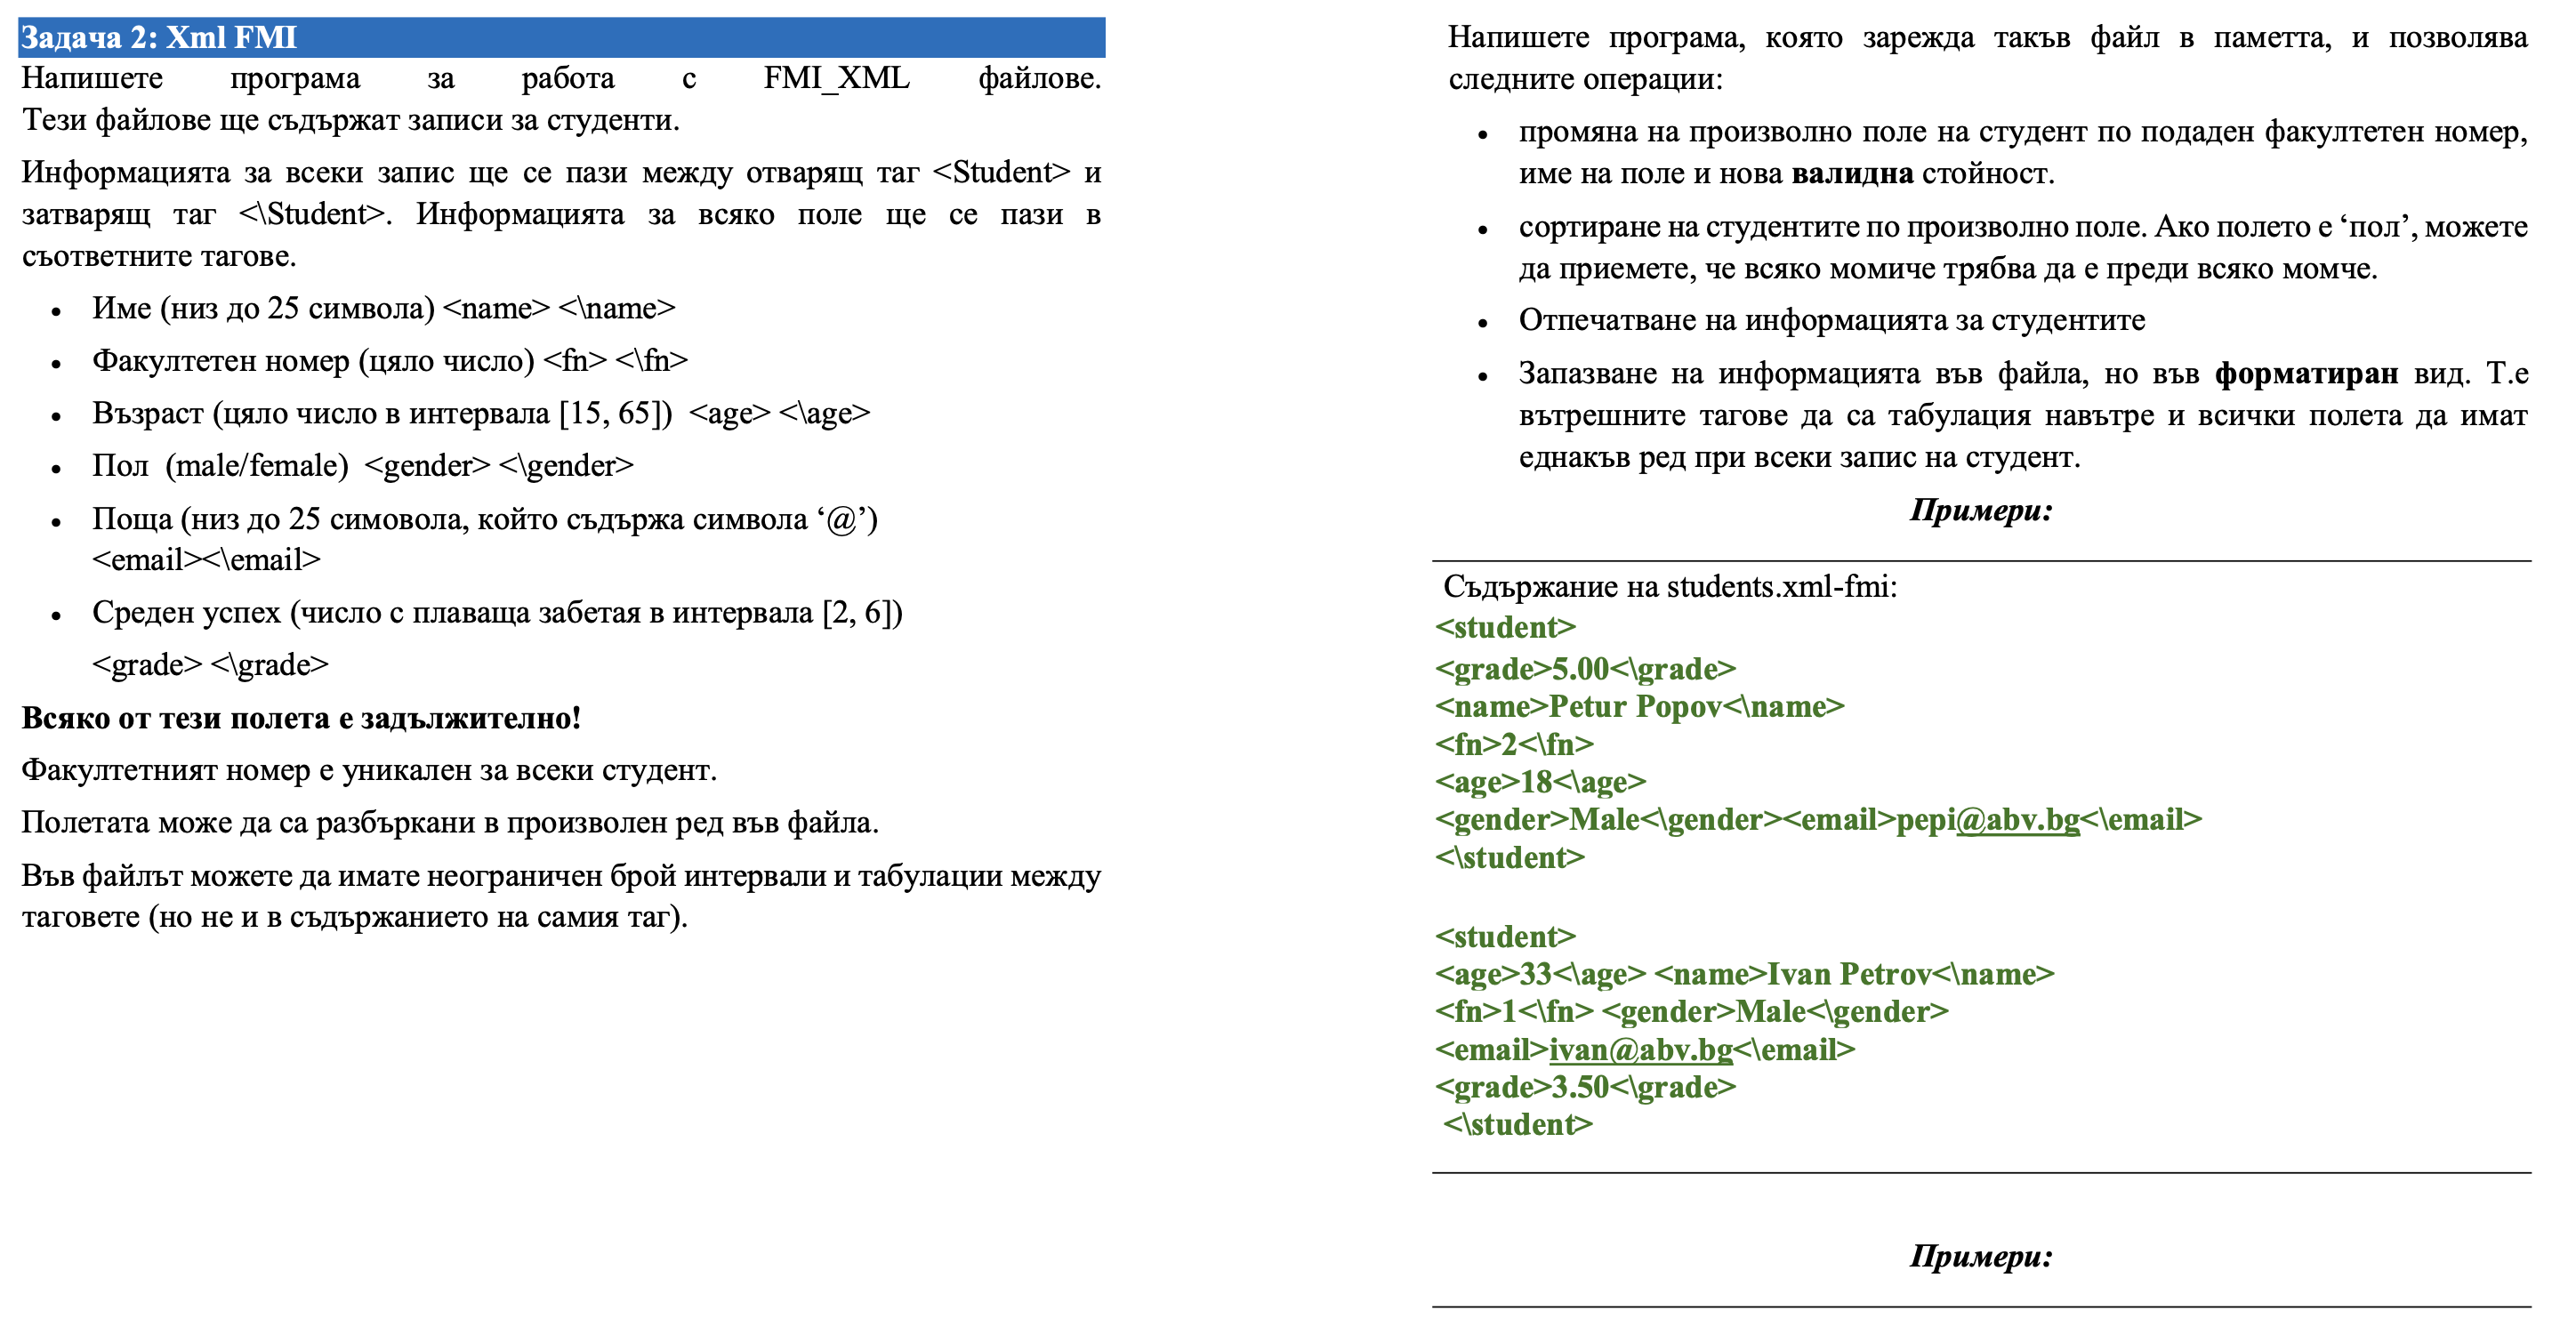 Задача 2: Xml FMI
Напишете програма за работа с FMI_XML файлове.
Тези файлове ще съдържат записи за студенти.
Информацията за всеки запис ще се пази между отварящ таг <Student> и
затварящ таг <\Student>. Информацията за всяко поле ще се пази в
съответните тагове.
• Име (низ до 25 символа) <name> <\name>
• Факултетен номер (цяло число) <fn> <\fn>
• Възраст (цяло число в интервала [15, 65]) <age> <\age>
• Пол (male/female) <gender> <\gender>
• Поща (низ до 25 симовола, който съдържа символа ‘@’)
<email><\email>
• Среден успех (число с плаваща забетая в интервала [2, 6])
<grade> <\grade>
Всяко от тези полета е задължително!
Факултетният номер е уникален за всеки студент.
Полетата може да са разбъркани в произволен ред във файла.
Във файлът можете да имате неограничен брой интервали и табулации между
таговете (но не и в съдържанието на самия таг).
Напишете програма, която зарежда такъв файл в паметта, и позволява
следните операции:
• промяна на произволно поле на студент по подаден факултетен номер,
име на поле и нова валидна стойност.
• сортиране на студентите по произволно поле. Ако полето е ‘пол’, можете
да приемете, че всяко момиче трябва да е преди всяко момче.
• Отпечатване на информацията за студентите
• Запазване на информацията във файла, но във форматиран вид. Т.е
вътрешните тагове да са табулация навътре и всички полета да имат
еднакъв ред при всеки запис на студент.
Примери:
Съдържание на students.xml-fmi:
<student>
<grade>5.00<\grade>
<name>Petur Popov<\name>
<fn>2<\fn>
<age>18<\age>
<gender>Male<\gender><email>pepi@abv.bg<\email>
<\student>
<student>
<age>33<\age> <name>Ivan Petrov<\name>
<fn>1<\fn> <gender>Male<\gender>
<email>ivan@abv.bg<\email>
<grade>3.50<\grade>
<\student>
Примери: